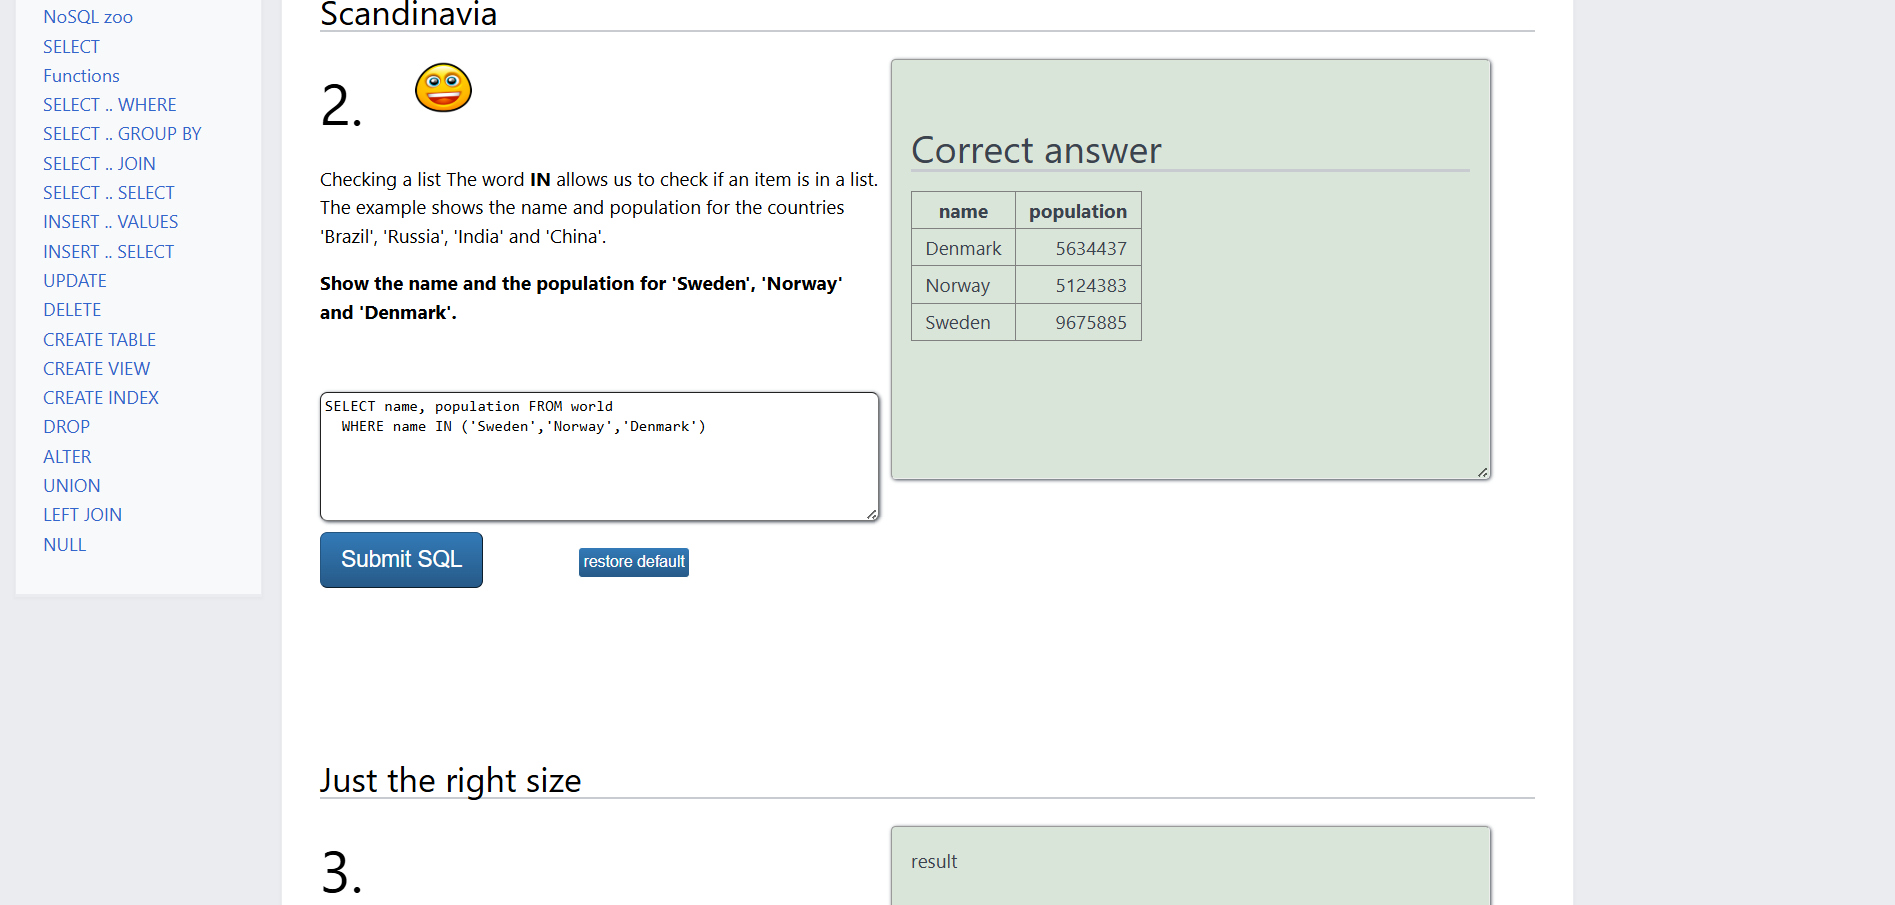 NoSQL zoo
SELECT
Functions
SELECT .. WHERE
SELECT .. GROUP BY
SELECT .. JOIN
SELECT .. SELECT
INSERT .. VALUES
INSERT .. SELECT
UPDATE
DELETE
CREATE TABLE
CREATE VIEW
CREATE INDEX
DROP
ALTER
UNION
LEFT JOIN
NULL
Scandinavia
2.
Checking a list The word IN allows us to check if an item is in a list.
The example shows the name and population for the countries
'Brazil', 'Russia', 'India' and 'China'.
Show the name and the population for 'Sweden', 'Norway'
and 'Denmark'.
SELECT name, population FROM world
WHERE name IN ('Sweden','Norway','Denmark')
Submit SQL
restore default
Correct answer
name population
Denmark 5634437
Norway 5124383
Sweden 9675885
Just the right size
3.
result